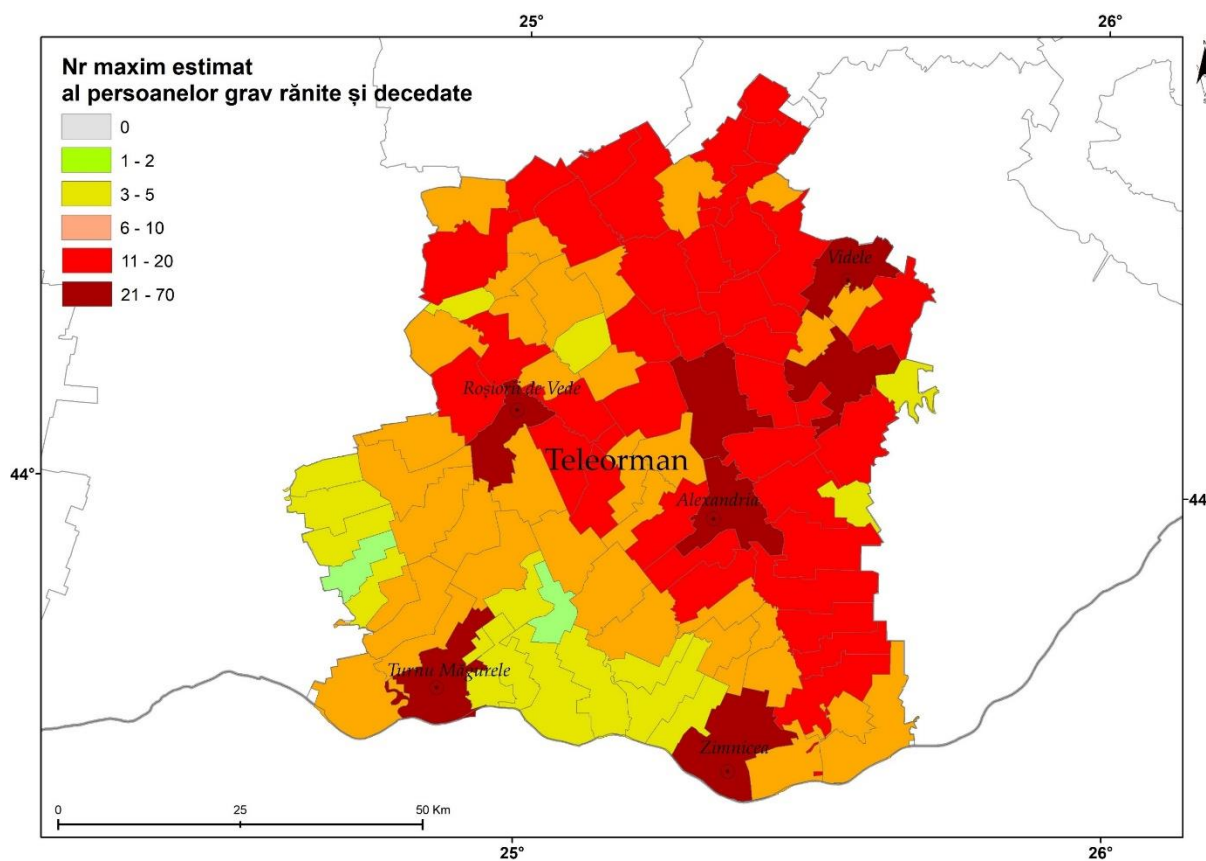 25°
26°
Nr maxim estimat
al persoanelor grav rănite și decedate
0
1 - 2
3 - 5
6 - 10
11 - 20
21 - 70
Videle
Roșiorii de Vede
Teleorman
44°
Alexandria
44
Turnu Măgurele
Zimnicea
0 25 50 Km
25°
26°